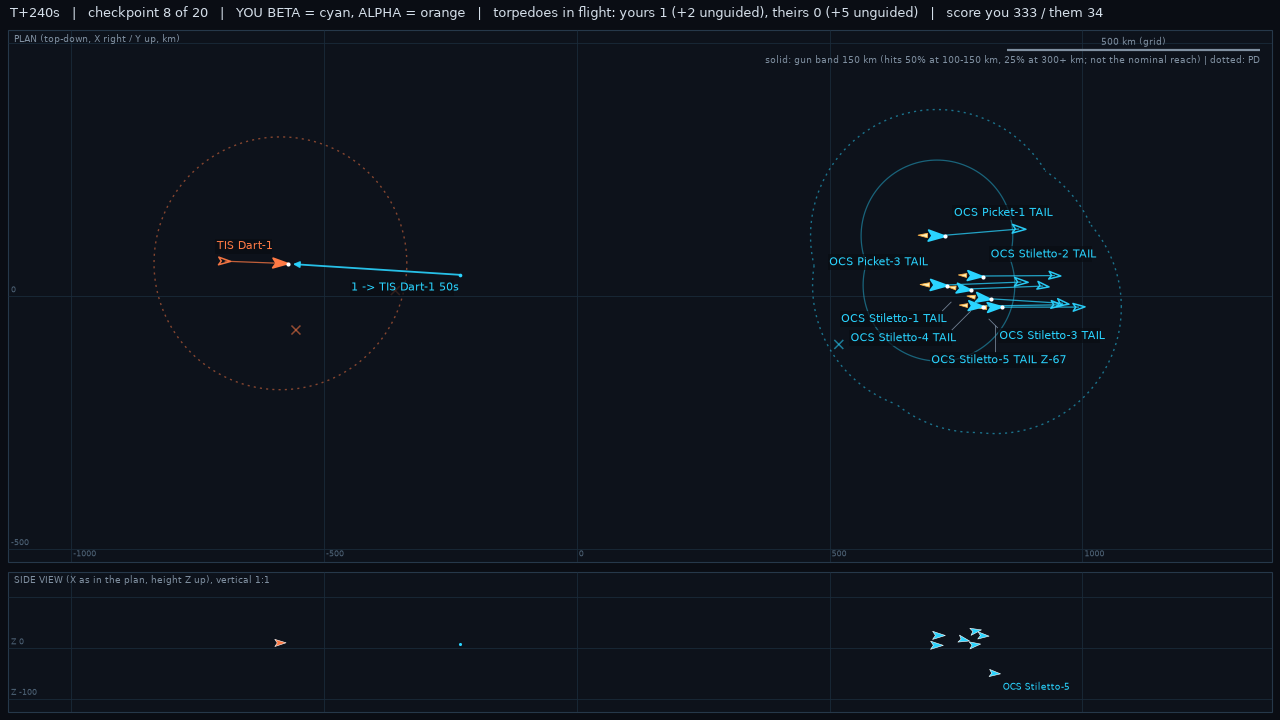 T+240s | checkpoint 8 of 20 | YOU BETA = cyan, ALPHA = orange | torpedoes in flight: yours 1 (+2 unguided), theirs 0 (+5 unguided) | score you 333 / them 34
PLAN (top-down, X right / Y up, km)
500 km (grid)
solid: gun band 150 km (hits 50% at 100-150 km, 25% at 300+ km; not the nominal reach) | dotted: PD
OCS Picket-1 TAIL
TIS Dart-1
OCS Stiletto-2 TAIL
OCS Picket-3 TAIL
1 -> TIS Dart-1 50s
0
OCS Stiletto-1 TAIL
OCS Stiletto-4 TAIL
OCS Stiletto-3 TAIL
OCS Stiletto-5 TAIL Z-67
-500
-1000
-500
0
500
1000
SIDE VIEW (X as in the plan, height Z up), vertical 1:1
Z 0
Z -100
OCS Stiletto-5